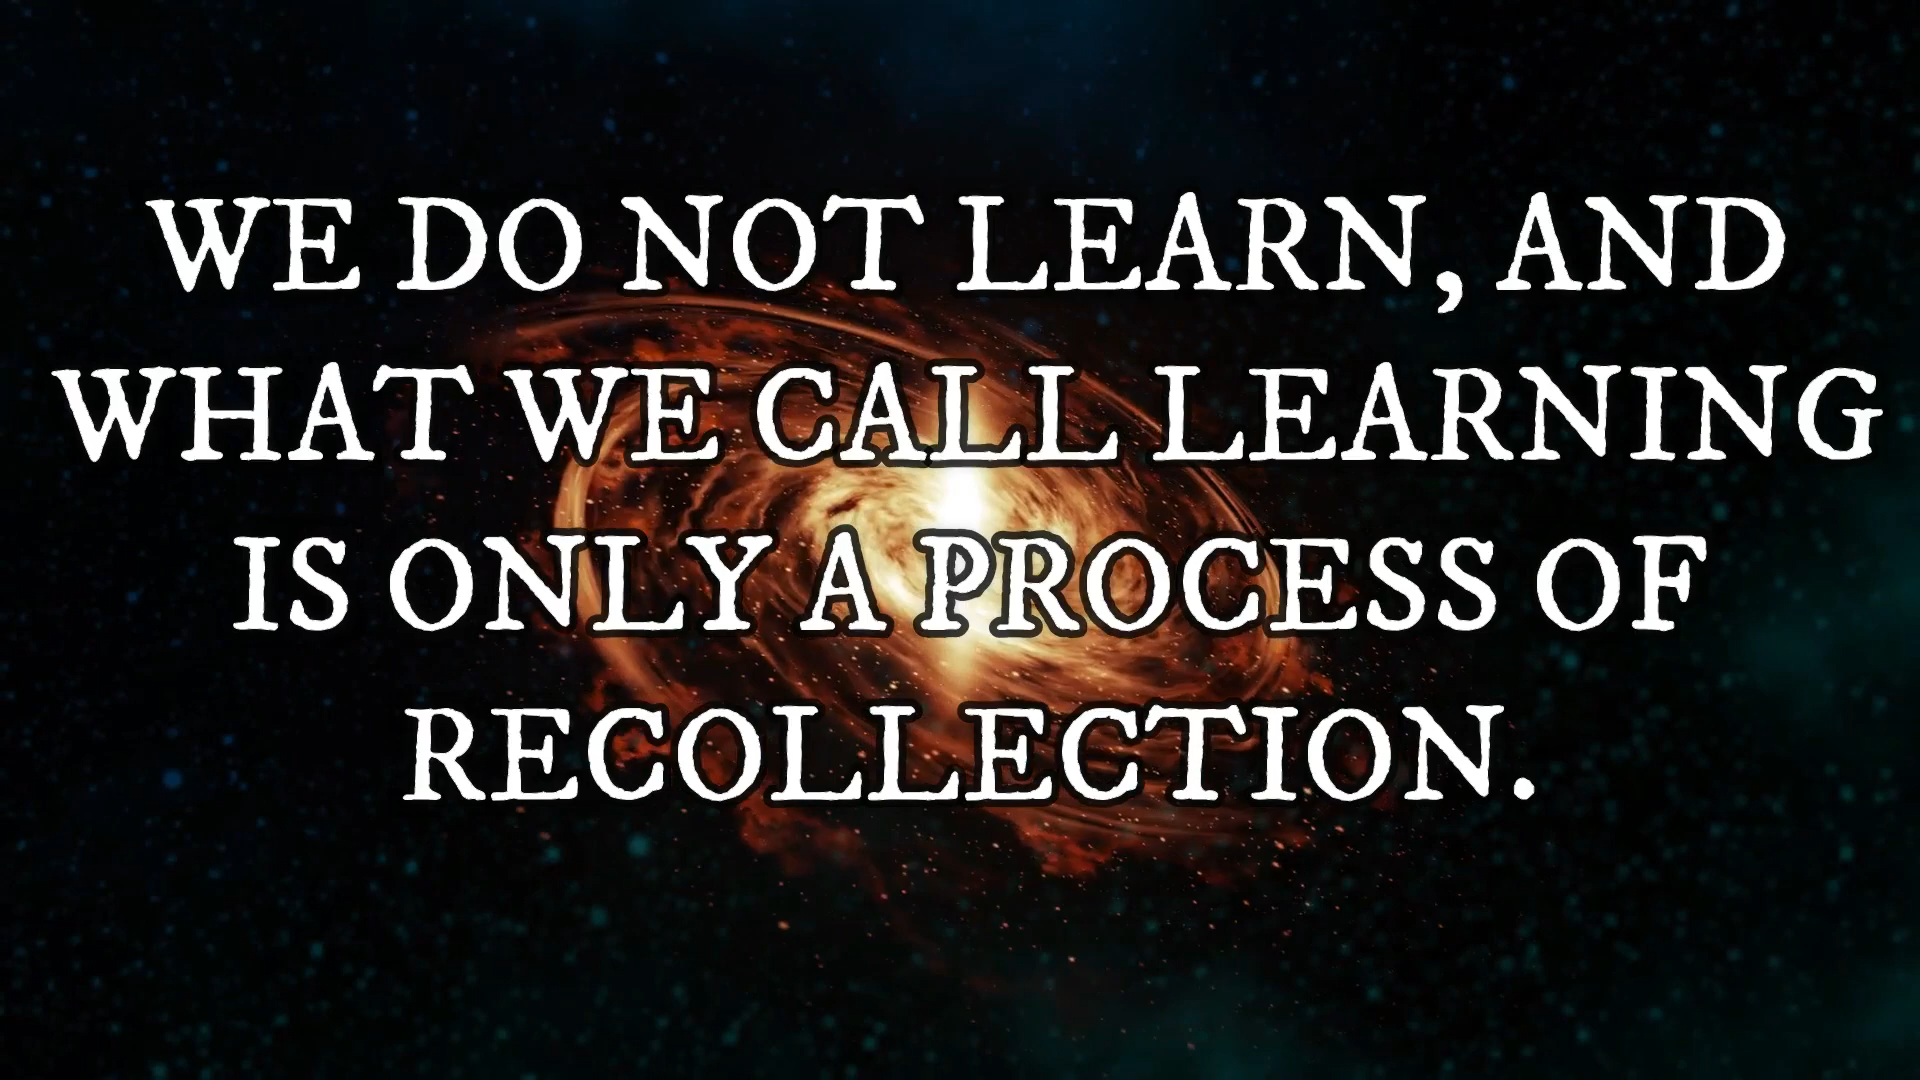 WE DO NOT LEARN, AND
WHAT WE CALL LEARNING
IS ONLY A PROCESS OF
RECOLLECTION.